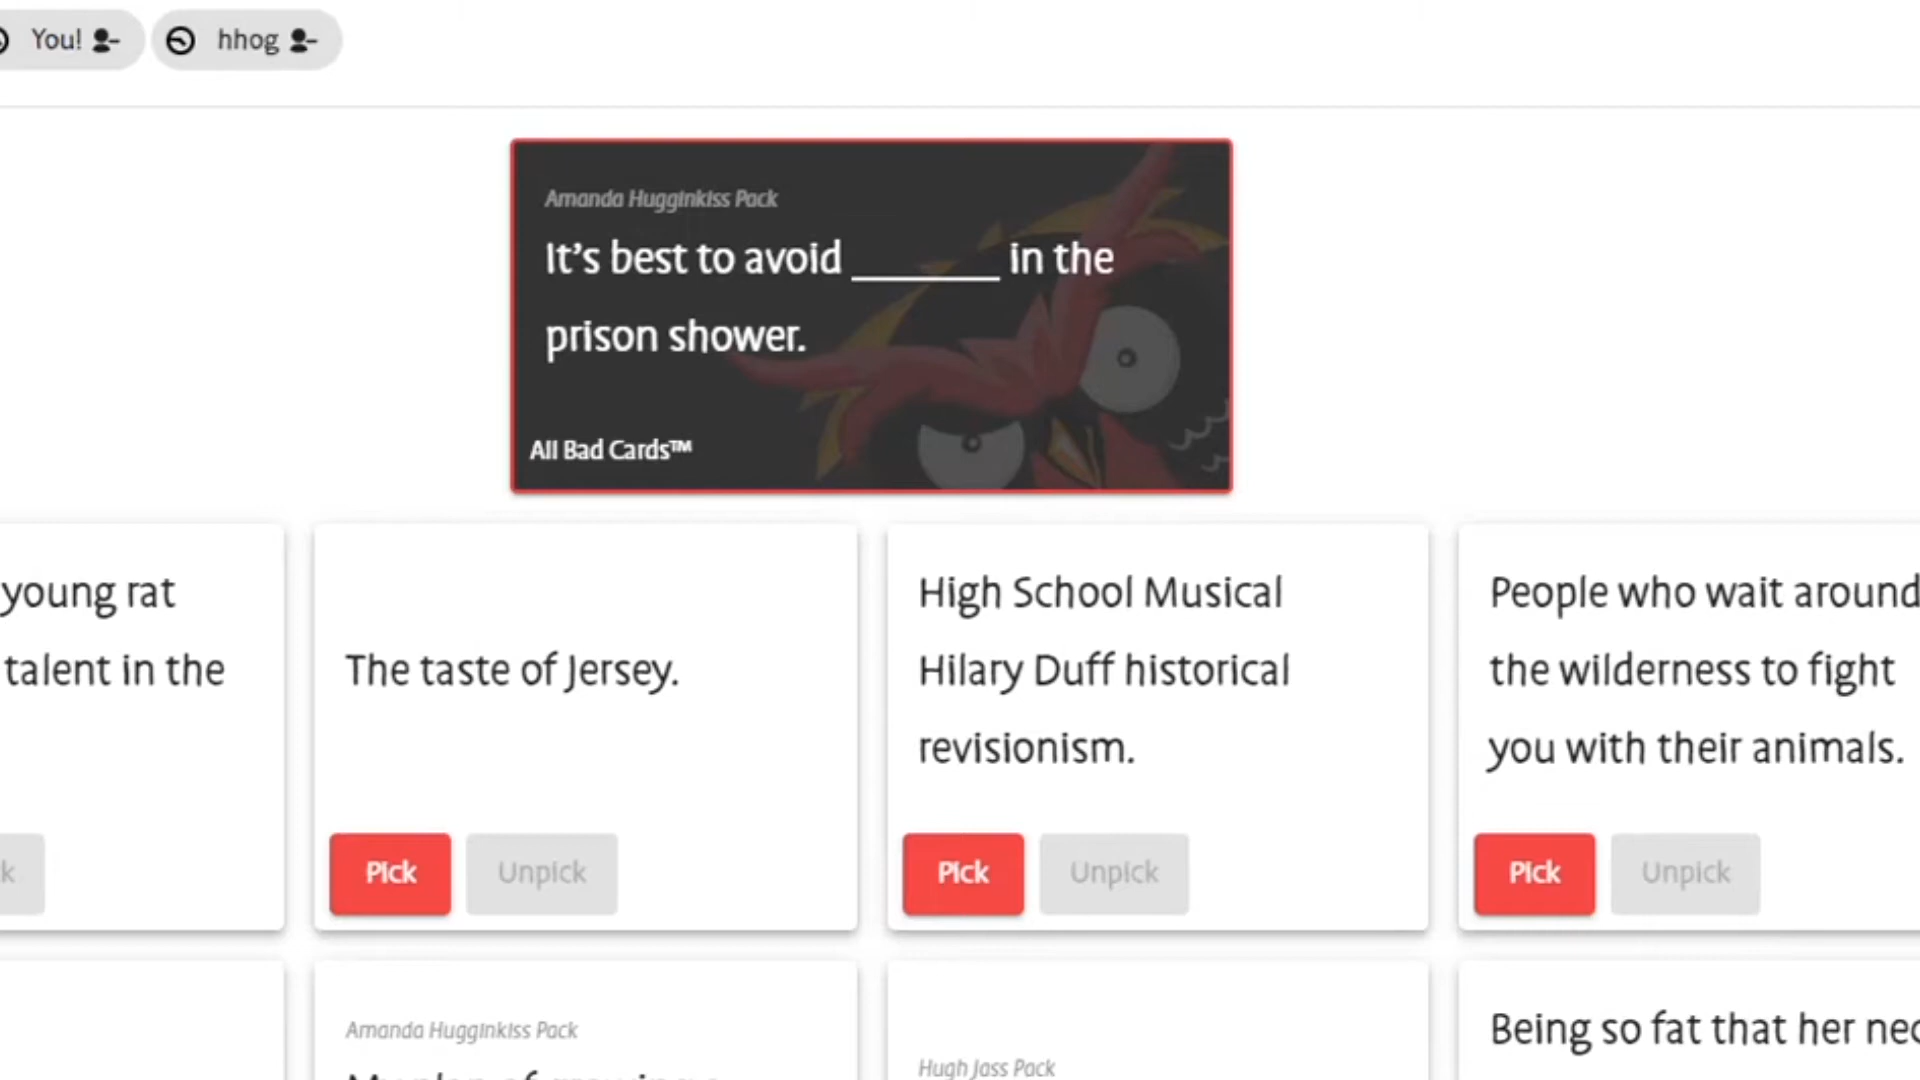 You!
hhog
Amanda Hugginkiss Pack
It's best to avoid ________ in the
prison shower.
All Bad Cards™
young rat
talent in the
The taste of Jersey.
High School Musical
Hilary Duff historical
revisionism.
People who wait around
the wilderness to fight
you with their animals.
k
Pick
Unpick
Pick
Unpick
Pick
Unpick
Amanda Hugginkiss Pack
Hugh Jass Pack
Being so fat that her nec